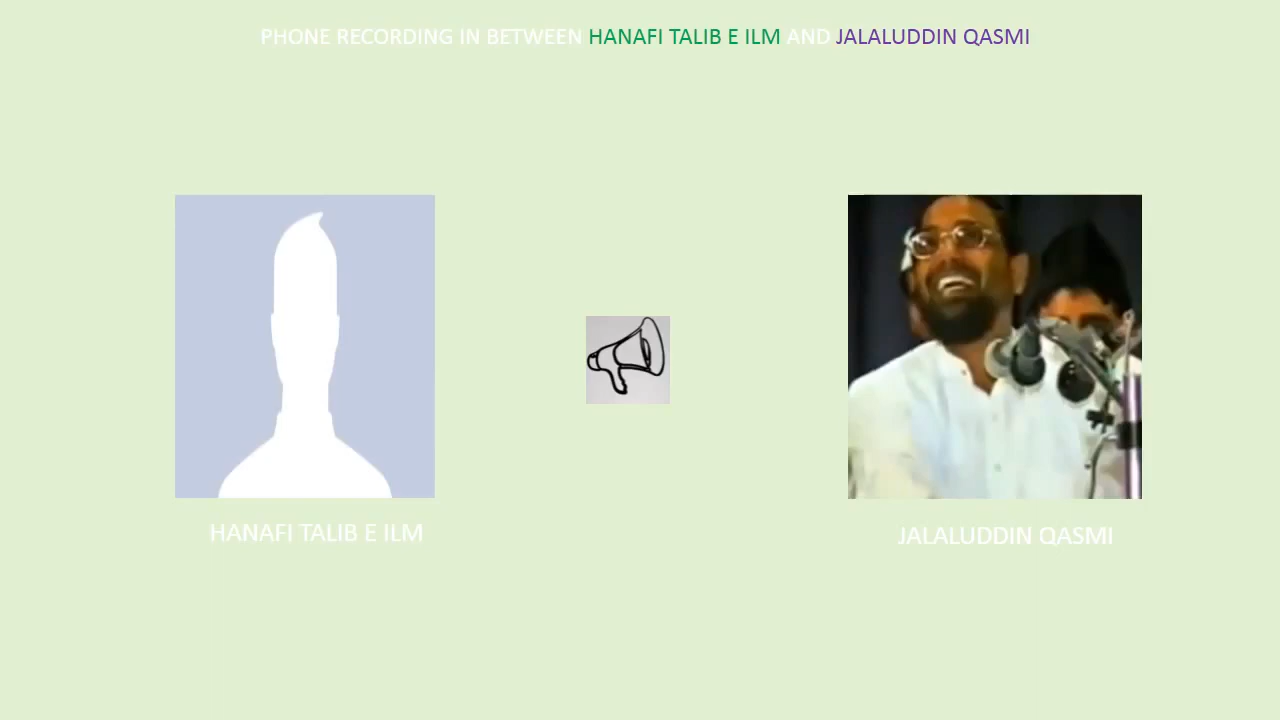 PHONE RECORDING IN BETWEEN HANAFI TALIB E ILM AND JALALUDDIN QASMI
HANAFI TALIB E ILM
JALALUDDIN QASMI